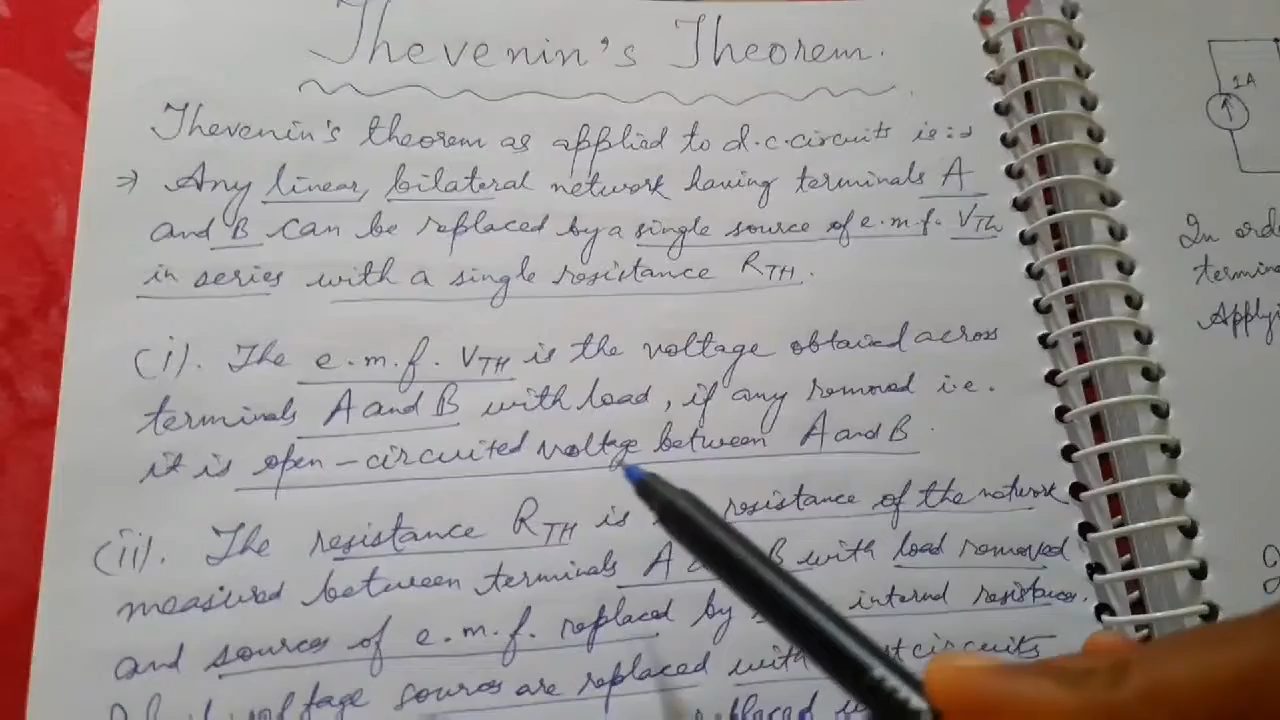 Thevenin's Theorem.
Thevenin's theorem as applied to d.c. circuits is :→
⇒ Any linear, bilateral network having terminals A
and B can be replaced by a single source of e.m.f. VTH
in series with a single resistance RTH.
(i). The e.m.f. VTH is the voltage obtained across
terminals A and B with load, if any removed i.e.
it is open-circuited voltage between A and B.
(ii). The resistance RTH is resistance of the network
measured between terminals A B with load removed
and sources of e.m.f. replaced by internal resistances.
voltage sources are replaced with circuits
replaced
1A
In
Applyi